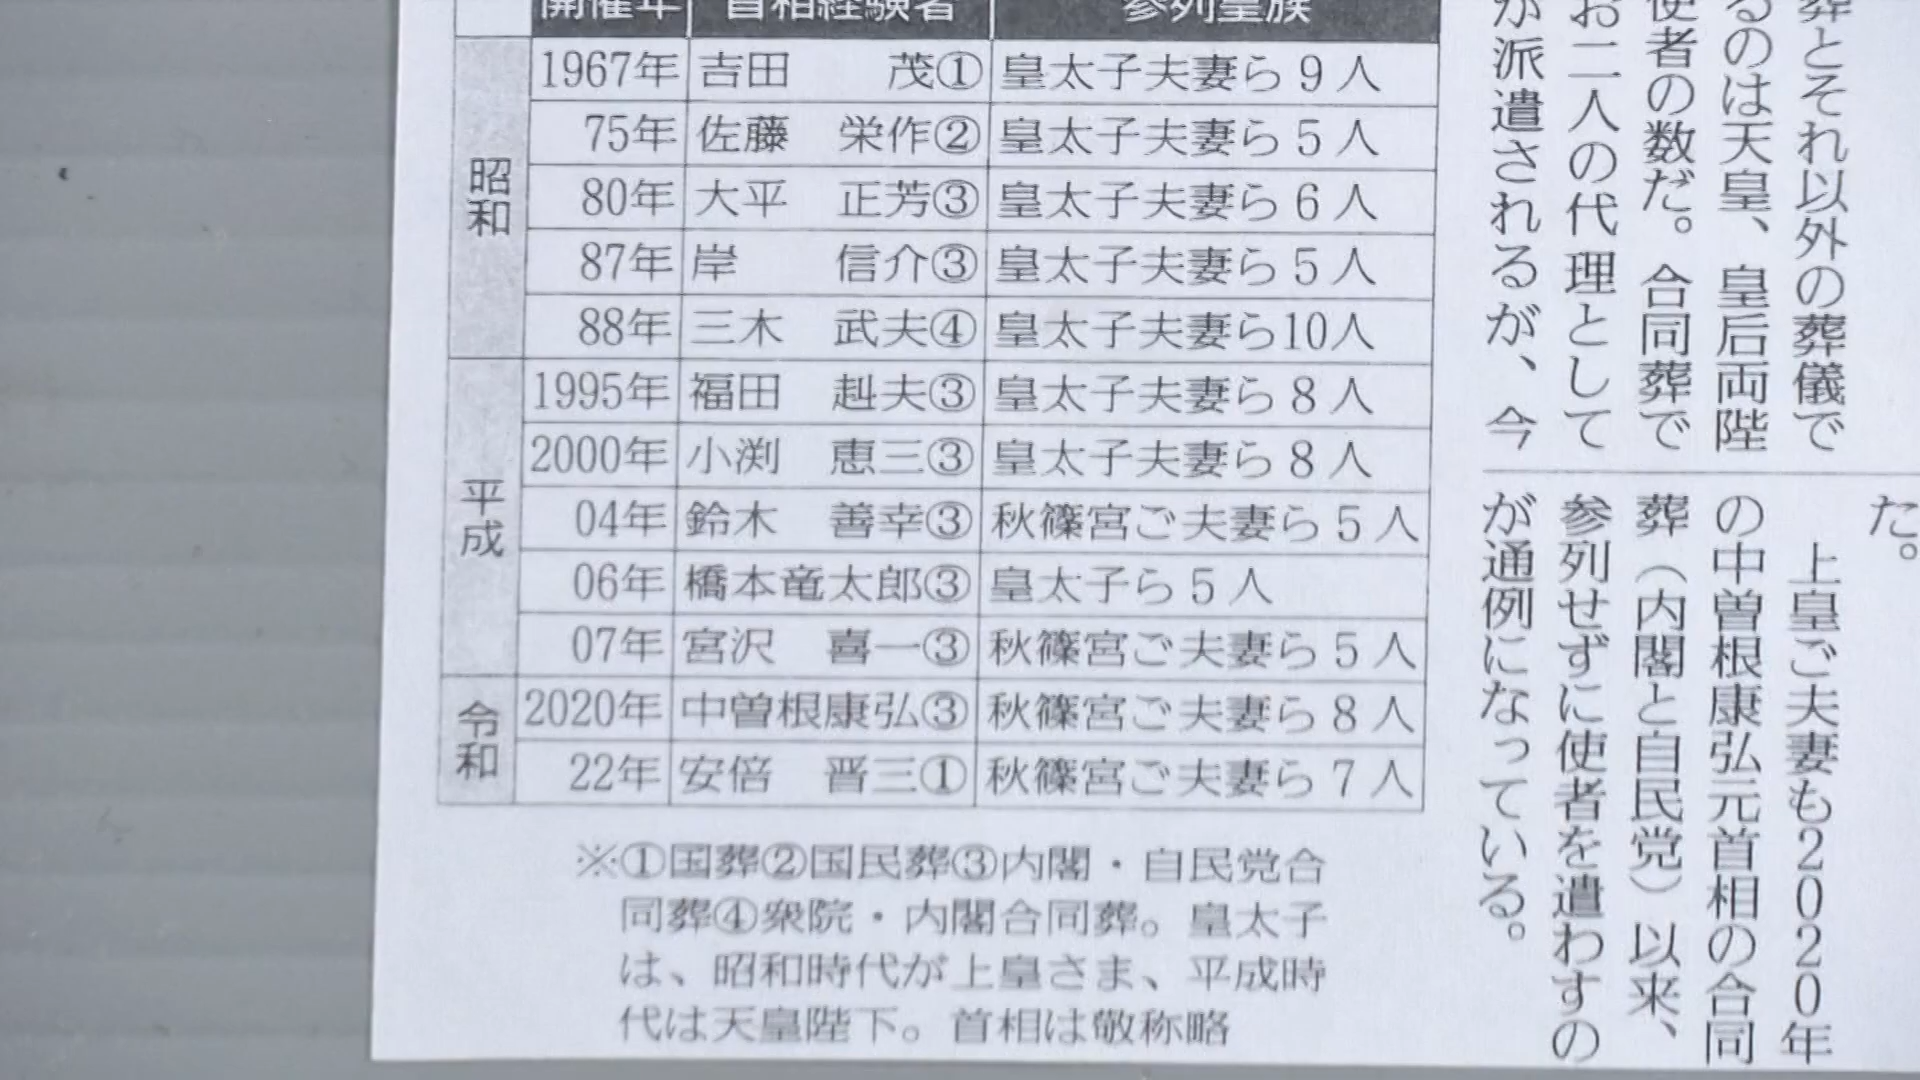 開催年 首相経験者 参列皇族
昭和
1967年 吉田 茂① 皇太子夫妻ら9人
75年 佐藤 栄作② 皇太子夫妻ら5人
80年 大平 正芳③ 皇太子夫妻ら6人
87年 岸 信介③ 皇太子夫妻ら5人
88年 三木 武夫④ 皇太子夫妻ら10人
平成
1995年 福田 赳夫③ 皇太子夫妻ら8人
2000年 小渕 恵三③ 皇太子夫妻ら8人
04年 鈴木 善幸③ 秋篠宮ご夫妻ら5人
06年 橋本竜太郎③ 皇太子ら5人
07年 宮沢 喜一③ 秋篠宮ご夫妻ら5人
令和
2020年 中曽根康弘③ 秋篠宮ご夫妻ら8人
22年 安倍 晋三① 秋篠宮ご夫妻ら7人
※①国葬②国民葬③内閣・自民党合
同葬④衆院・内閣合同葬。皇太子
は、昭和時代が上皇さま、平成時
代は天皇陛下。首相は敬称略
葬とそれ以外の葬儀で
るのは天皇、皇后両陛
使者の数だ。合同葬で
お二人の代理として
が派遣されるが、今
た。
上皇ご夫妻も2020年
の中曽根康弘元首相の合同
葬（内閣と自民党）以来、
参列せずに使者を遣わすの
が通例になっている。